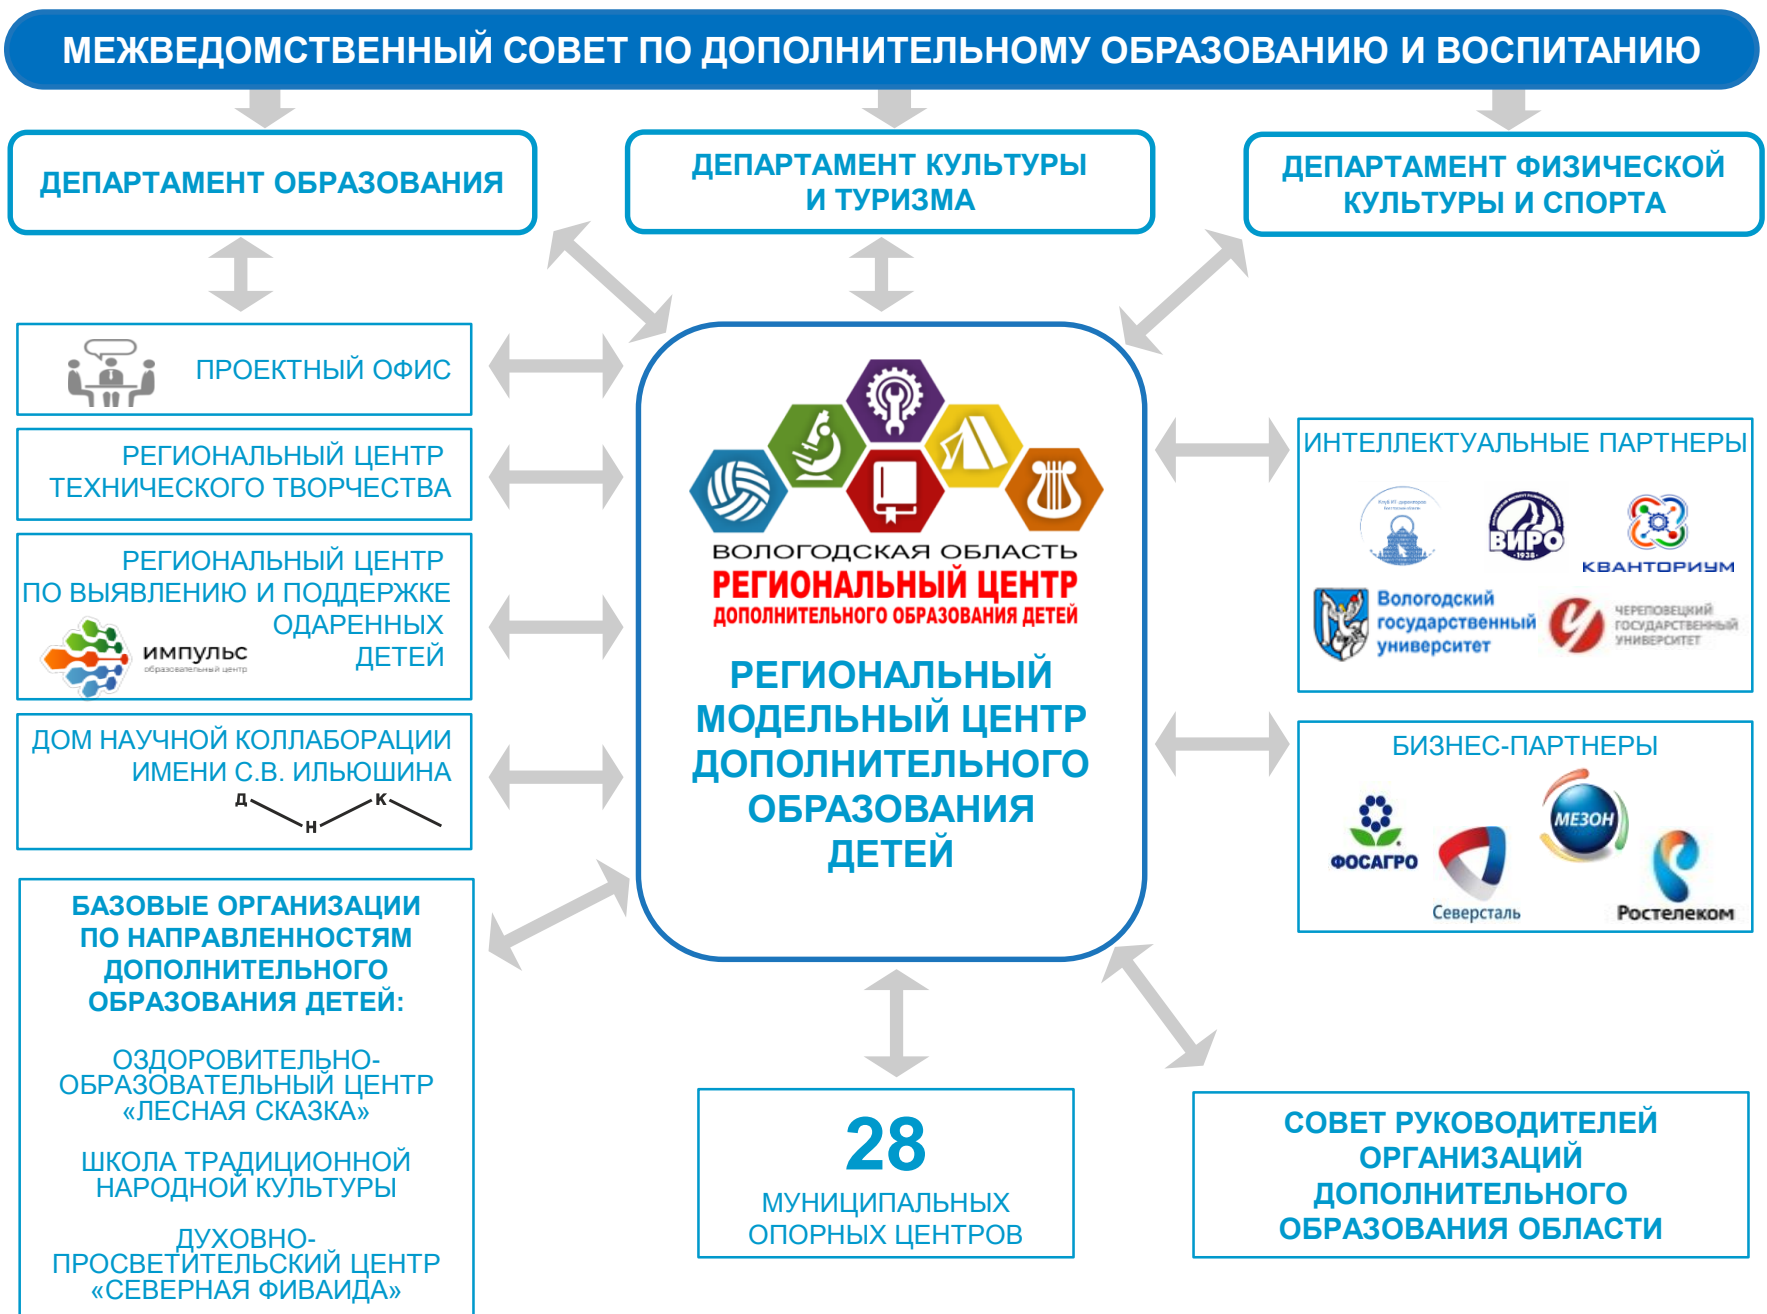 МЕЖВЕДОМСТВЕННЫЙ СОВЕТ ПО ДОПОЛНИТЕЛЬНОМУ ОБРАЗОВАНИЮ И ВОСПИТАНИЮ
ДЕПАРТАМЕНТ ОБРАЗОВАНИЯ
ДЕПАРТАМЕНТ КУЛЬТУРЫ
И ТУРИЗМА
ДЕПАРТАМЕНТ ФИЗИЧЕСКОЙ
КУЛЬТУРЫ И СПОРТА
ПРОЕКТНЫЙ ОФИС
РЕГИОНАЛЬНЫЙ ЦЕНТР
ТЕХНИЧЕСКОГО ТВОРЧЕСТВА
РЕГИОНАЛЬНЫЙ ЦЕНТР
ПО ВЫЯВЛЕНИЮ И ПОДДЕРЖКЕ
ОДАРЕННЫХ
ДЕТЕЙ
ИМПУЛЬС
образовательный центр
ДОМ НАУЧНОЙ КОЛЛАБОРАЦИИ
ИМЕНИ С.В. ИЛЬЮШИНА
Д Н К
БАЗОВЫЕ ОРГАНИЗАЦИИ
ПО НАПРАВЛЕННОСТЯМ
ДОПОЛНИТЕЛЬНОГО
ОБРАЗОВАНИЯ ДЕТЕЙ:
ОЗДОРОВИТЕЛЬНО-
ОБРАЗОВАТЕЛЬНЫЙ ЦЕНТР
«ЛЕСНАЯ СКАЗКА»
ШКОЛА ТРАДИЦИОННОЙ
НАРОДНОЙ КУЛЬТУРЫ
ДУХОВНО-
ПРОСВЕТИТЕЛЬСКИЙ ЦЕНТР
«СЕВЕРНАЯ ФИВАИДА»
ВОЛОГОДСКАЯ ОБЛАСТЬ
РЕГИОНАЛЬНЫЙ ЦЕНТР
ДОПОЛНИТЕЛЬНОГО ОБРАЗОВАНИЯ ДЕТЕЙ
РЕГИОНАЛЬНЫЙ
МОДЕЛЬНЫЙ ЦЕНТР
ДОПОЛНИТЕЛЬНОГО
ОБРАЗОВАНИЯ
ДЕТЕЙ
28
МУНИЦИПАЛЬНЫХ
ОПОРНЫХ ЦЕНТРОВ
ИНТЕЛЛЕКТУАЛЬНЫЕ ПАРТНЕРЫ
Клуб ИТ-директоров
ВИРО
1938
КВАНТОРИУМ
Вологодский
государственный
университет
ЧЕРЕПОВЕЦКИЙ
ГОСУДАРСТВЕННЫЙ
УНИВЕРСИТЕТ
БИЗНЕС-ПАРТНЕРЫ
ФОСАГРО
Северсталь
МЕЗОН
Ростелеком
СОВЕТ РУКОВОДИТЕЛЕЙ
ОРГАНИЗАЦИЙ
ДОПОЛНИТЕЛЬНОГО
ОБРАЗОВАНИЯ ОБЛАСТИ